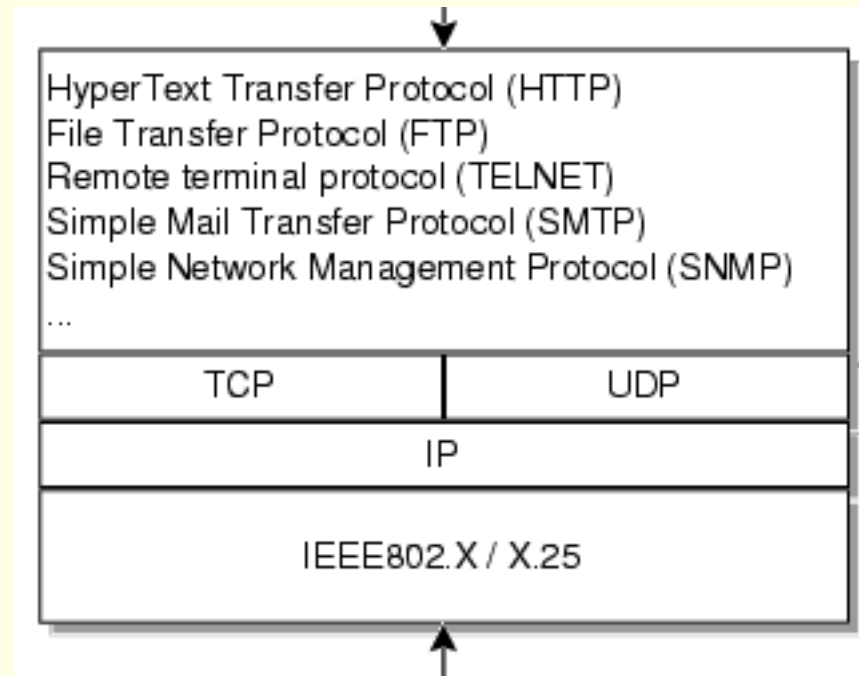 HyperText Transfer Protocol (HTTP)
File Transfer Protocol (FTP)
Remote terminal protocol (TELNET)
Simple Mail Transfer Protocol (SMTP)
Simple Network Management Protocol (SNMP)
...
TCP UDP
IP
IEEE802.X / X.25